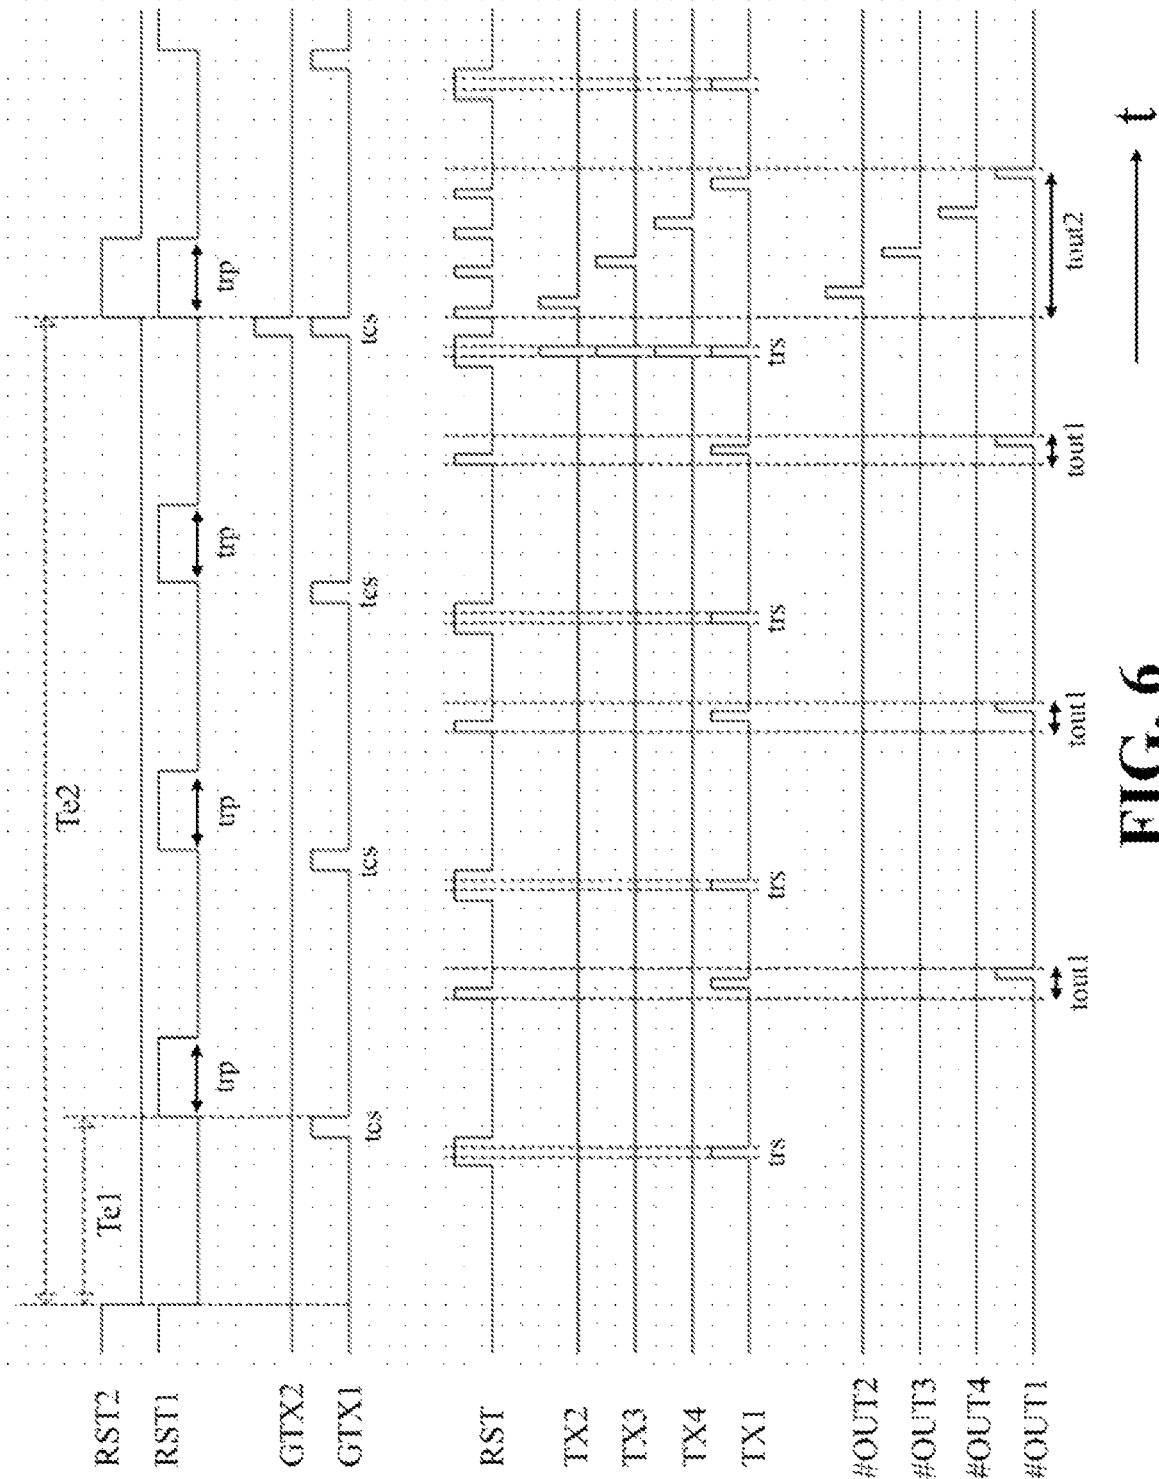 RST2
RST1
GTX2
GTX1
RST
TX2
TX3
TX4
TX1
#OUT2
#OUT3
#OUT4
#OUT1
Te2
Te1
trp
trp
trp
trp
tcs
tcs
tcs
tcs
trs
trs
trs
trs
tout1
tout1
tout1
tout2
t
FIG. 6